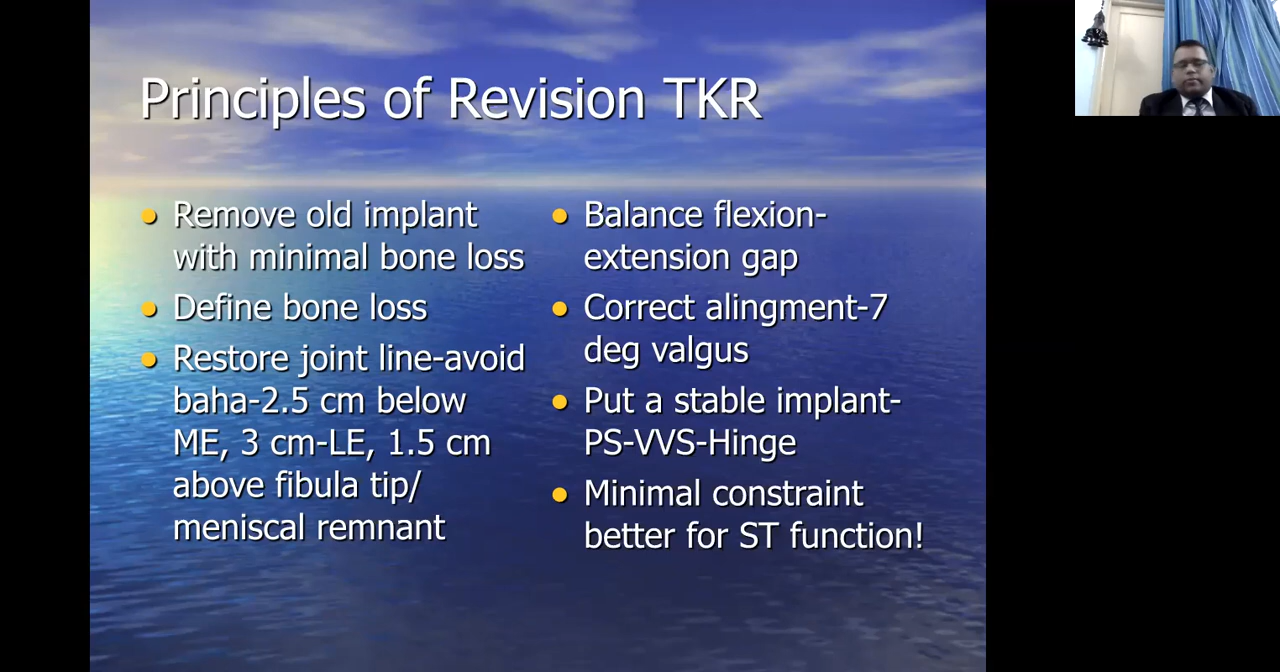 Principles of Revision TKR
Remove old implant
with minimal bone loss
Define bone loss
Restore joint line-avoid
baha-2.5 cm below
ME, 3 cm-LE, 1.5 cm
above fibula tip/
meniscal remnant
Balance flexion-
extension gap
Correct alingment-7
deg valgus
Put a stable implant-
PS-VVS-Hinge
Minimal constraint
better for ST function!